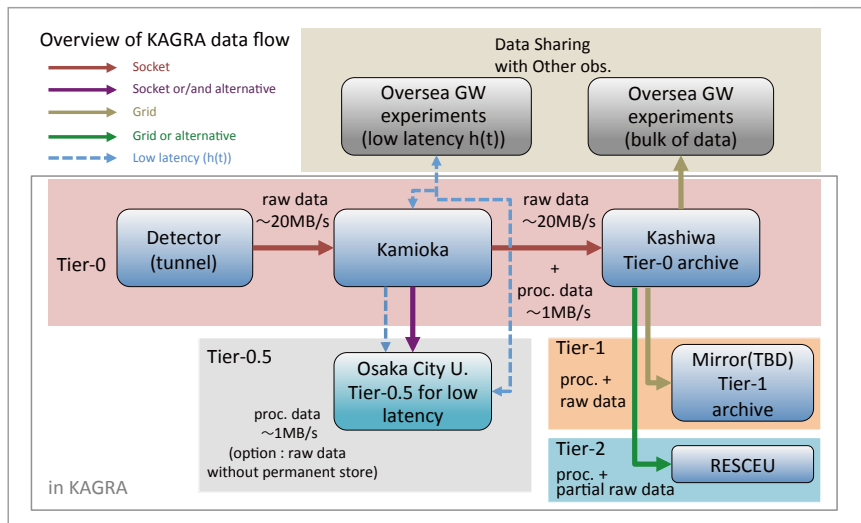 Overview of KAGRA data flow
Socket
Socket or/and alternative
Grid
Grid or alternative
Low latency (h(t))
Data Sharing
with Other obs.
Oversea GW
experiments
(low latency h(t))
Oversea GW
experiments
(bulk of data)
Tier-0
Detector
(tunnel)
raw data
～20MB/s
Kamioka
raw data
～20MB/s
+
proc. data
～1MB/s
Kashiwa
Tier-0 archive
Tier-0.5
Osaka City U.
Tier-0.5 for low
latency
proc. data
～1MB/s
(option : raw data
without permanent store)
Tier-1
proc. +
raw data
Mirror(TBD)
Tier-1
archive
Tier-2
proc. +
partial raw data
RESCEU
in KAGRA